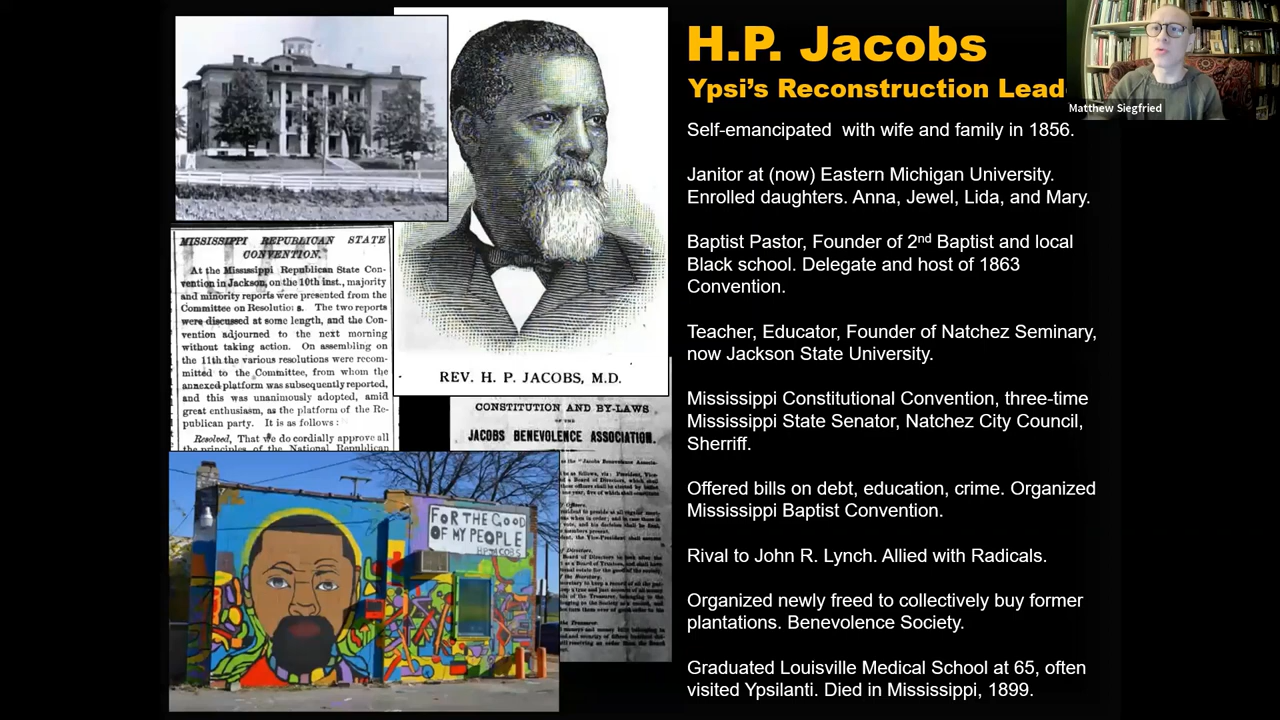 H.P. Jacobs
Ypsi's Reconstruction Lead
Matthew Siegfried
Self-emancipated with wife and family in 1856.
Janitor at (now) Eastern Michigan University.
Enrolled daughters. Anna, Jewel, Lida, and Mary.
Baptist Pastor, Founder of 2nd Baptist and local
Black school. Delegate and host of 1863
Convention.
Teacher, Educator, Founder of Natchez Seminary,
now Jackson State University.
Mississippi Constitutional Convention, three-time
Mississippi State Senator, Natchez City Council,
Sherriff.
Offered bills on debt, education, crime. Organized
Mississippi Baptist Convention.
Rival to John R. Lynch. Allied with Radicals.
Organized newly freed to collectively buy former
plantations. Benevolence Society.
Graduated Louisville Medical School at 65, often
visited Ypsilanti. Died in Mississippi, 1899.
REV. H. P. JACOBS, M.D.
MISSISSIPPI REPUBLICAN STATE
CONVENTION.
At the Mississippi Republican State Con-
vention in Jackson, on the 10th inst., majority
and minority reports were presented from the
Committee on Resolutions. The two reports
were discussed at some length, and the Con-
vention adjourned to the next morning
without taking action. On assembling on
the 11th the various resolutions were recom-
mitted to the Committee, from whom the
annexed platform was subsequently reported,
and this was unanimously adopted, amid
great enthusiasm, as the platform of the Re-
publican party. It is as follows:
Resolved, That we do cordially approve all
the principles of the National Republican
CONSTITUTION AND BY-LAWS
OF THE
JACOBS BENEVOLENCE ASSOCIATION.
FOR THE GOOD
OF MY PEOPLE
HP JACOBS